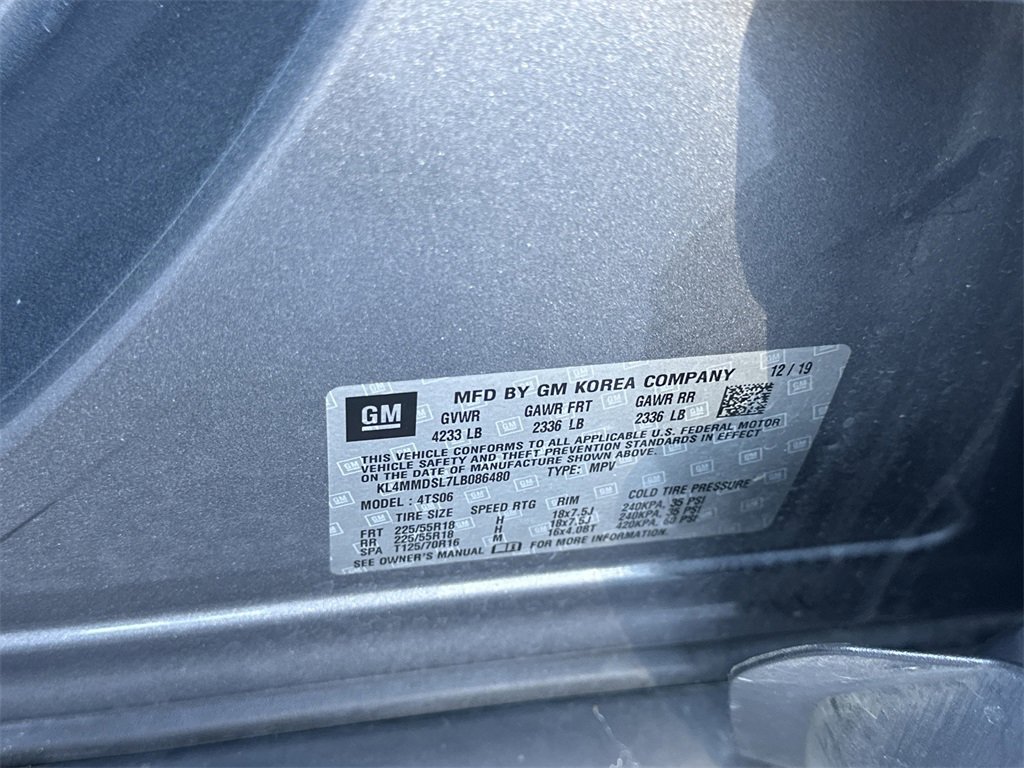 GM
MFD BY GM KOREA COMPANY 12 / 19
GVWR GAWR FRT GAWR RR
4233 LB 2336 LB 2336 LB
THIS VEHICLE CONFORMS TO ALL APPLICABLE U.S. FEDERAL MOTOR
VEHICLE SAFETY AND THEFT PREVENTION STANDARDS IN EFFECT
ON THE DATE OF MANUFACTURE SHOWN ABOVE.
KL4MMDSL7LB086480 TYPE: MPV
MODEL : 4TS06
TIRE SIZE SPEED RTG RIM COLD TIRE PRESSURE
FRT 225/55R18 H 18x7.5J 240KPA, 35 PSI
RR 225/55R18 H 18x7.5J 240KPA, 35 PSI
SPA T125/70R16 M 16x4.0BT 420KPA, 60 PSI
SEE OWNER'S MANUAL FOR MORE INFORMATION.